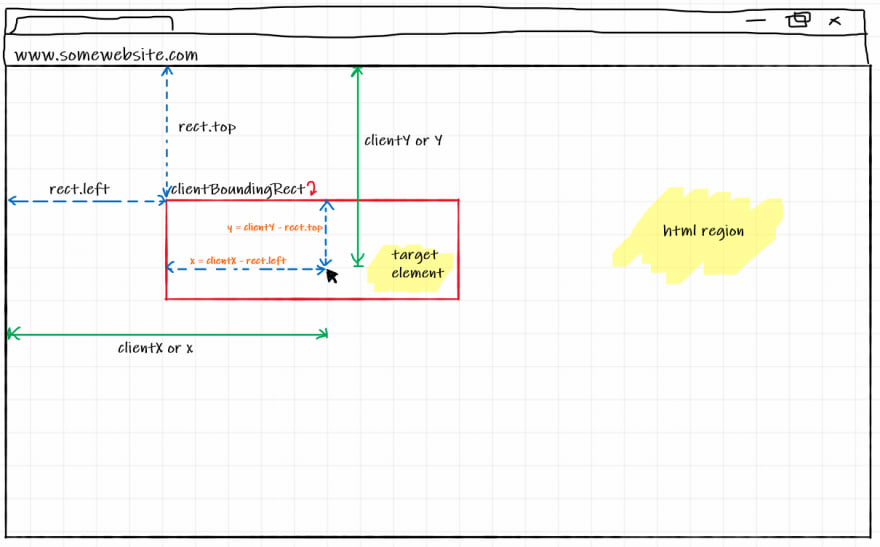 www.somewebsite.com
rect.top
clientY or Y
rect.left
clientBoundingRect
y = clientY - rect.top
html region
x = clientX - rect.left
target
element
clientX or x